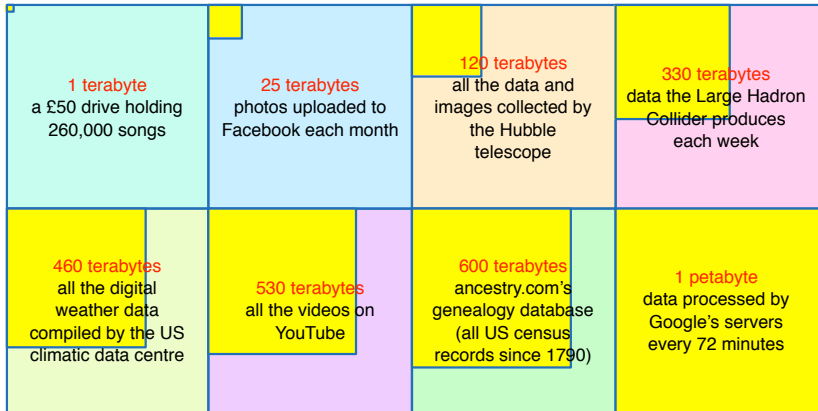 1 terabyte
a £50 drive holding
260,000 songs
25 terabytes
photos uploaded to
Facebook each month
120 terabytes
all the data and
images collected by
the Hubble
telescope
330 terabytes
data the Large Hadron
Collider produces
each week
460 terabytes
all the digital
weather data
compiled by the US
climatic data centre
530 terabytes
all the videos on
YouTube
600 terabytes
ancestry.com’s
genealogy database
(all US census
records since 1790)
1 petabyte
data processed by
Google’s servers
every 72 minutes